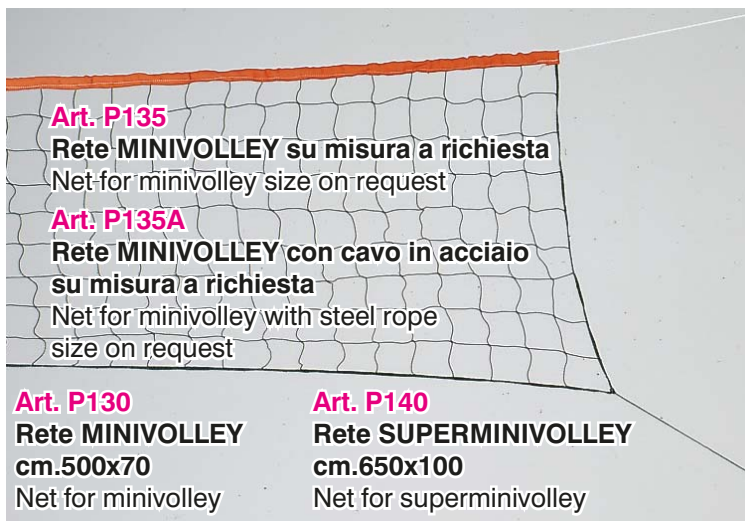 Art. P135
Rete MINIVOLLEY su misura a richiesta
Net for minivolley size on request
Art. P135A
Rete MINIVOLLEY con cavo in acciaio
su misura a richiesta
Net for minivolley with steel rope
size on request
Art. P130
Rete MINIVOLLEY
cm.500x70
Net for minivolley
Art. P140
Rete SUPERMINIVOLLEY
cm.650x100
Net for superminivolley